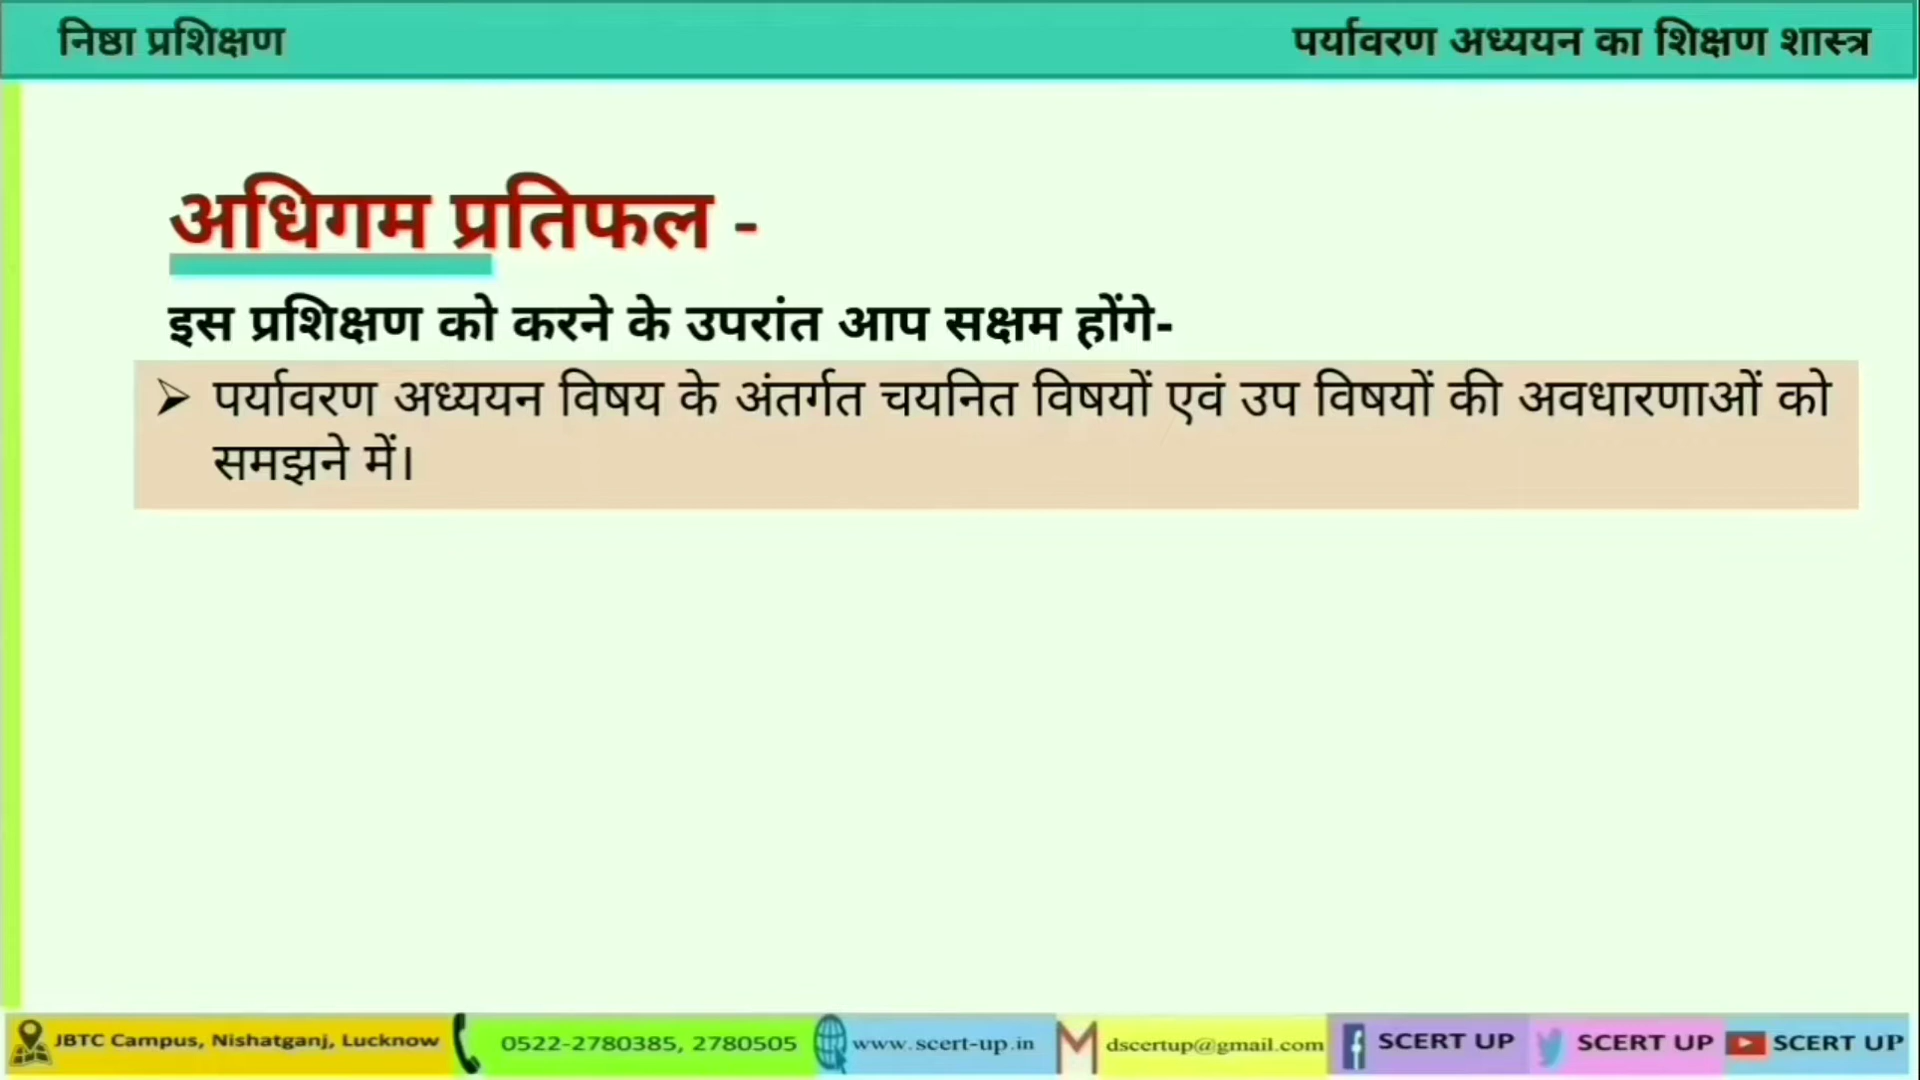 निष्ठा प्रशिक्षण
पर्यावरण अध्ययन का शिक्षण शास्त्र
अधिगम प्रतिफल -
इस प्रशिक्षण को करने के उपरांत आप सक्षम होंगे-
➢ पर्यावरण अध्ययन विषय के अंतर्गत चयनित विषयों एवं उप विषयों की अवधारणाओं को
समझने में।
JBTC Campus, Nishatganj, Lucknow
0522-2780385, 2780505
www.scert-up.in
dscertup@gmail.com
SCERT UP
SCERT UP
SCERT UP